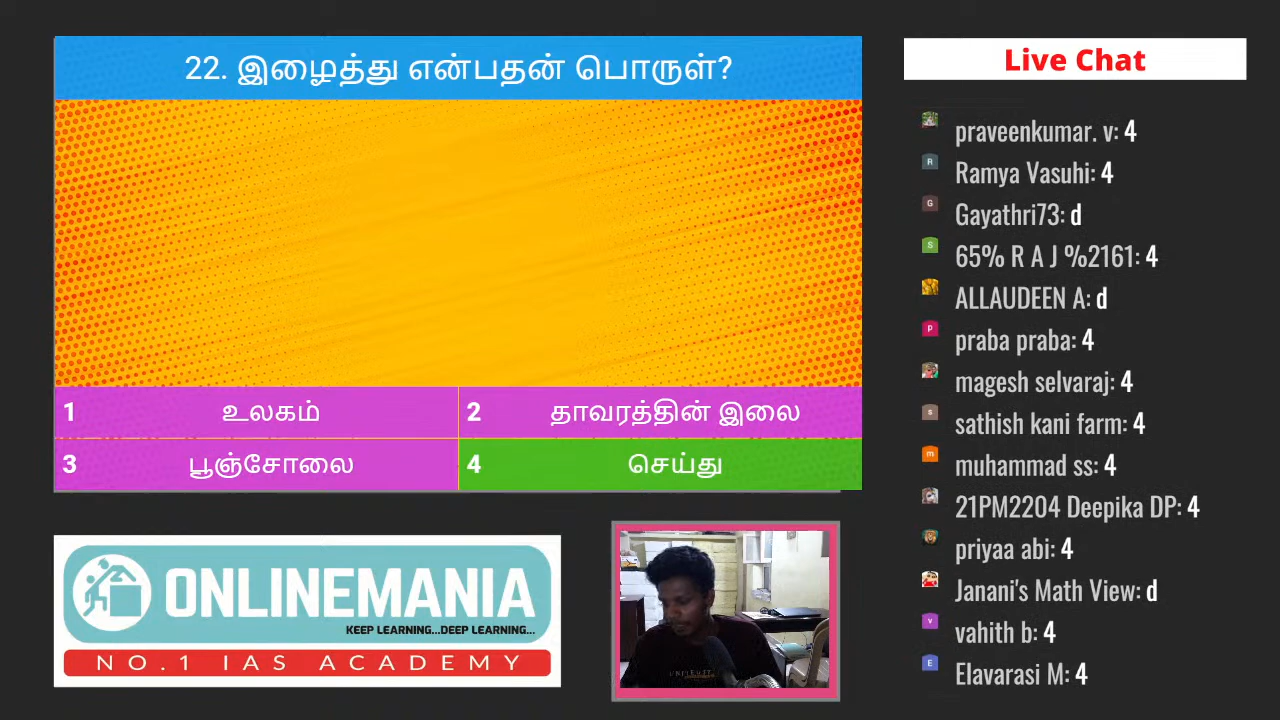 22. இழைத்து என்பதன் பொருள்?
1 உலகம்
2 தாவரத்தின் இலை
3 பூஞ்சோலை
4 செய்து
ONLINEMANIA
KEEP LEARNING...DEEP LEARNING...
NO.1 IAS ACADEMY
Live Chat
praveenkumar. v: 4
R Ramya Vasuhi: 4
G Gayathri73: d
S 65% R A J %2161: 4
ALLAUDEEN A: d
p praba praba: 4
magesh selvaraj: 4
s sathish kani farm: 4
m muhammad ss: 4
21PM2204 Deepika DP: 4
priyaa abi: 4
Janani's Math View: d
v vahith b: 4
E Elavarasi M: 4